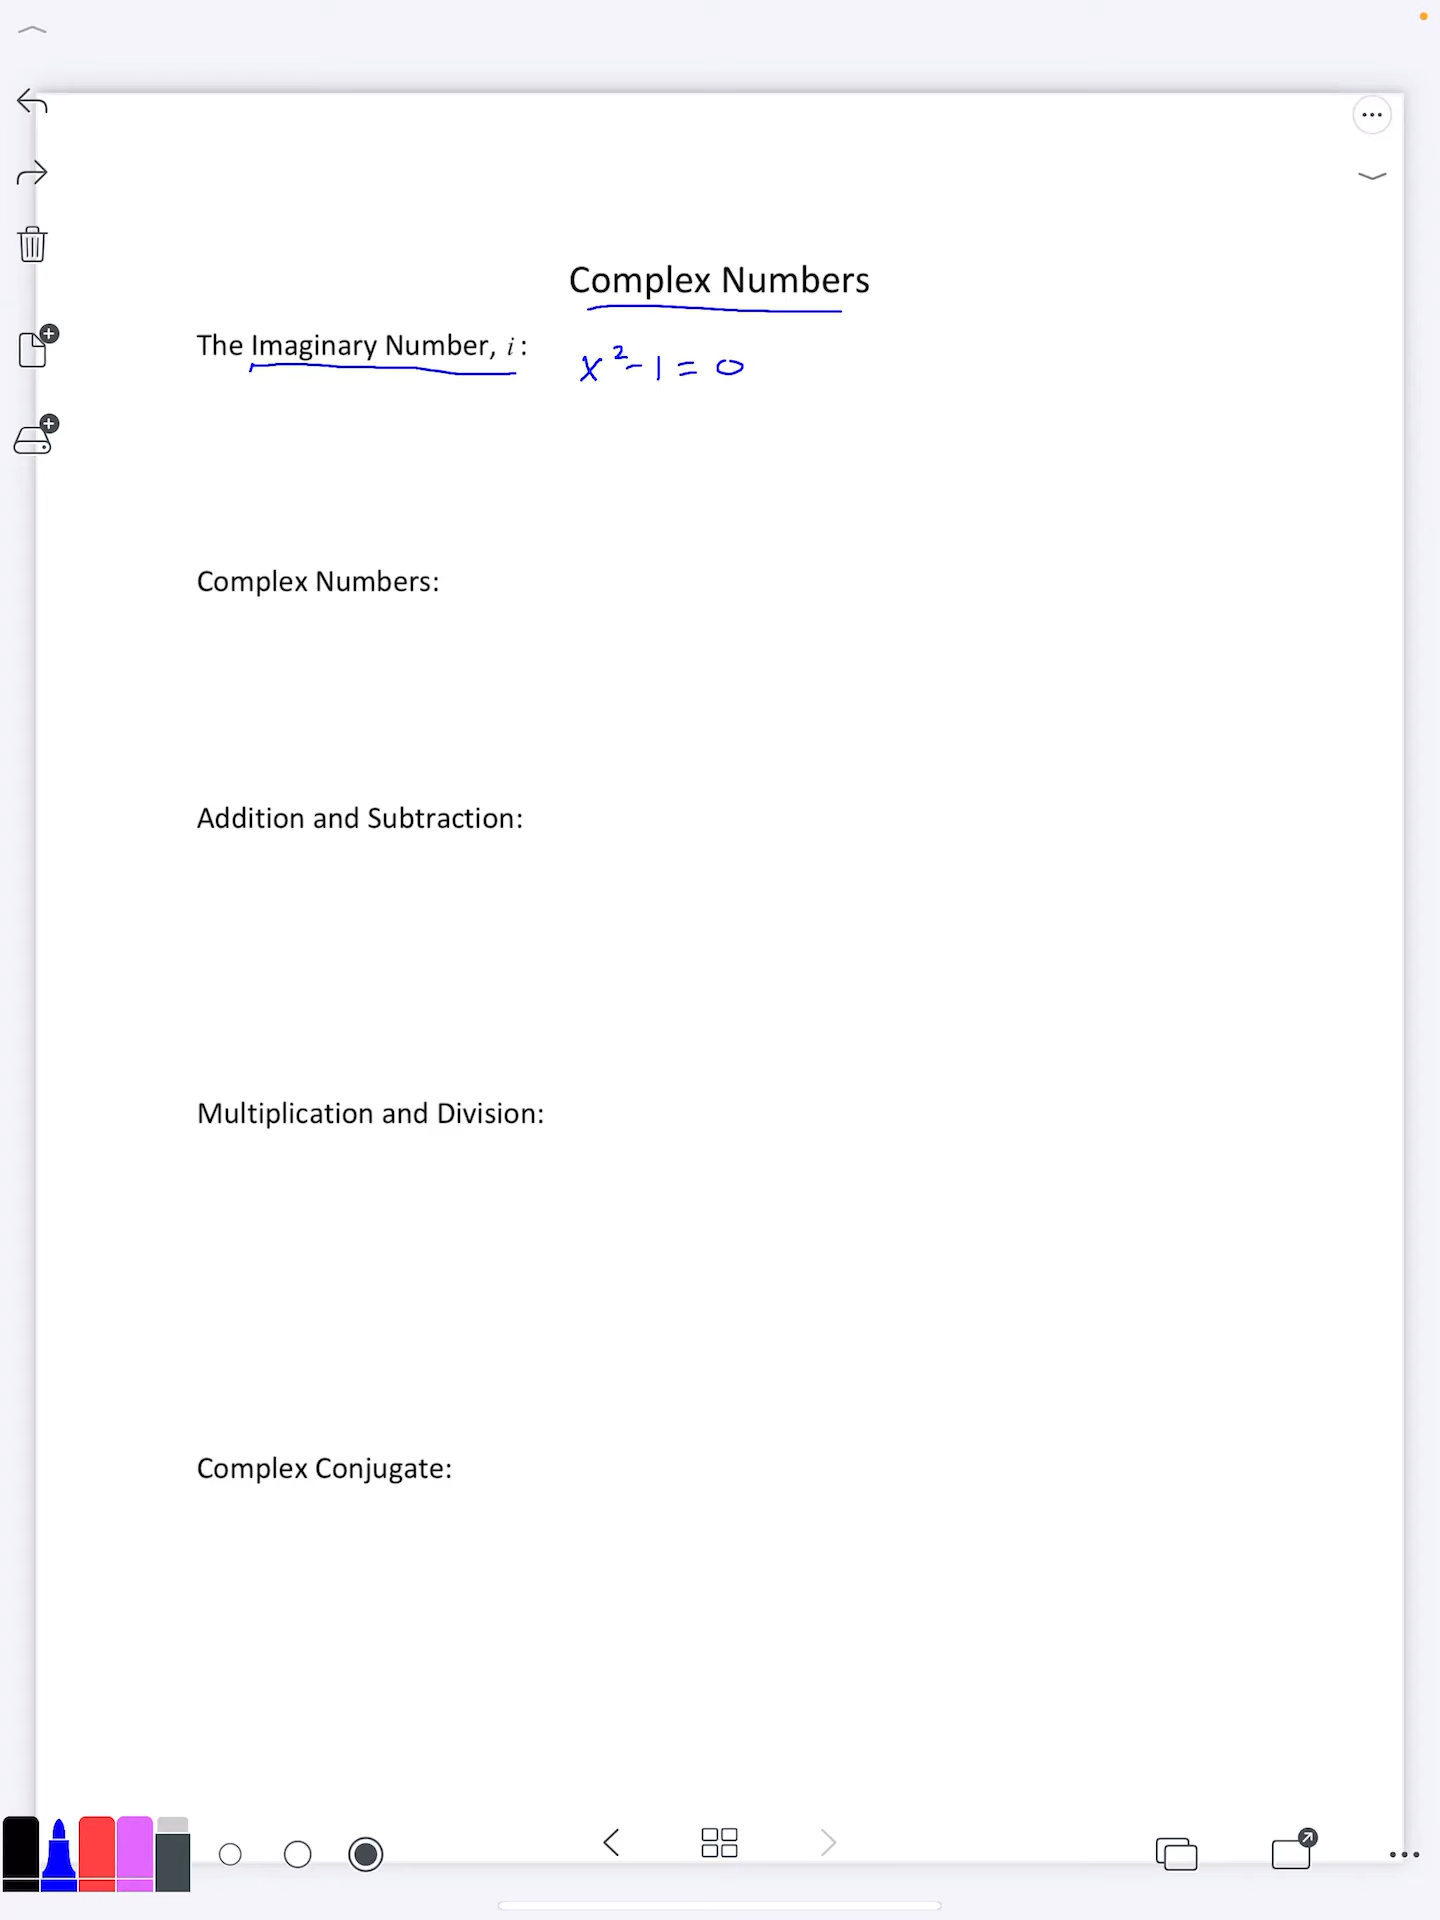 Complex Numbers
The Imaginary Number, i:
x²-1=0
Complex Numbers:
Addition and Subtraction:
Multiplication and Division:
Complex Conjugate: